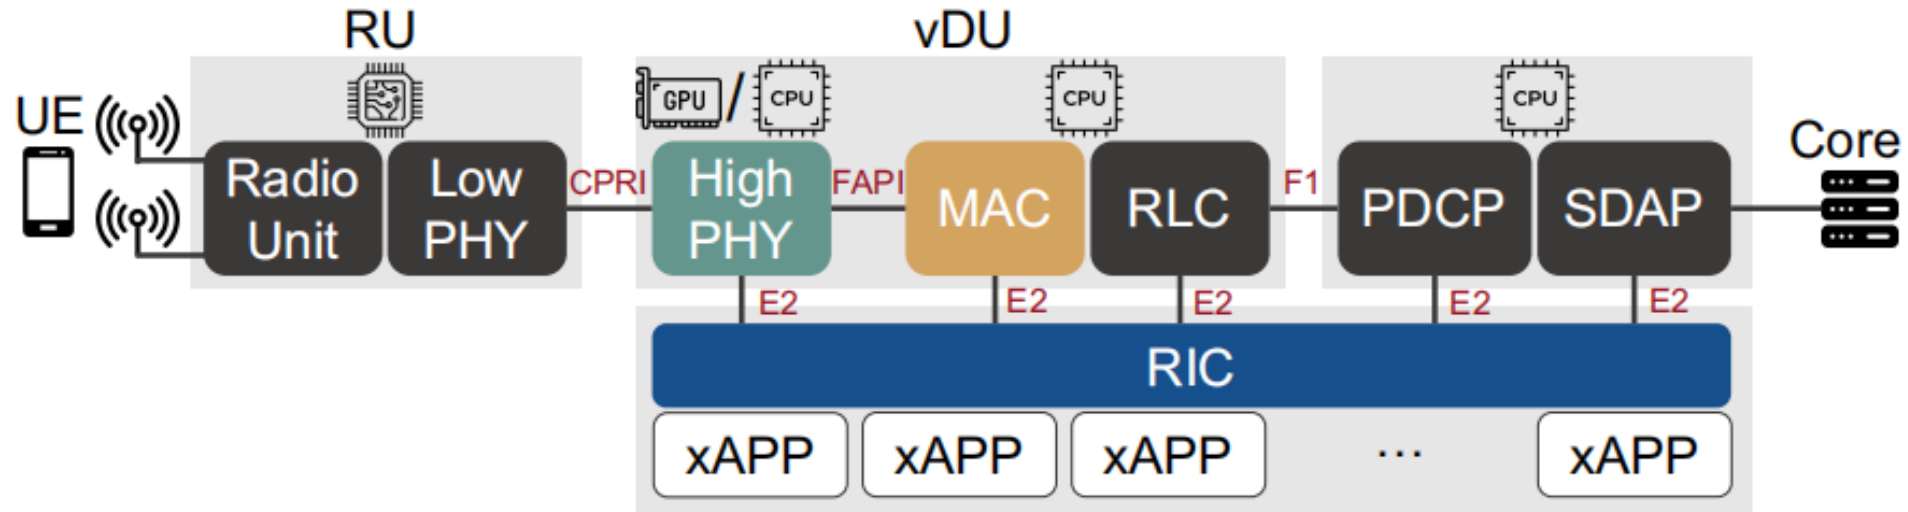 RU
vDU
UE
GPU
/
CPU
CPU
CPU
Core
Radio
Unit
Low
PHY
CPRI
High
PHY
FAPI
MAC
RLC
F1
PDCP
SDAP
E2
E2
E2
E2
E2
RIC
xAPP
xAPP
xAPP
...
xAPP